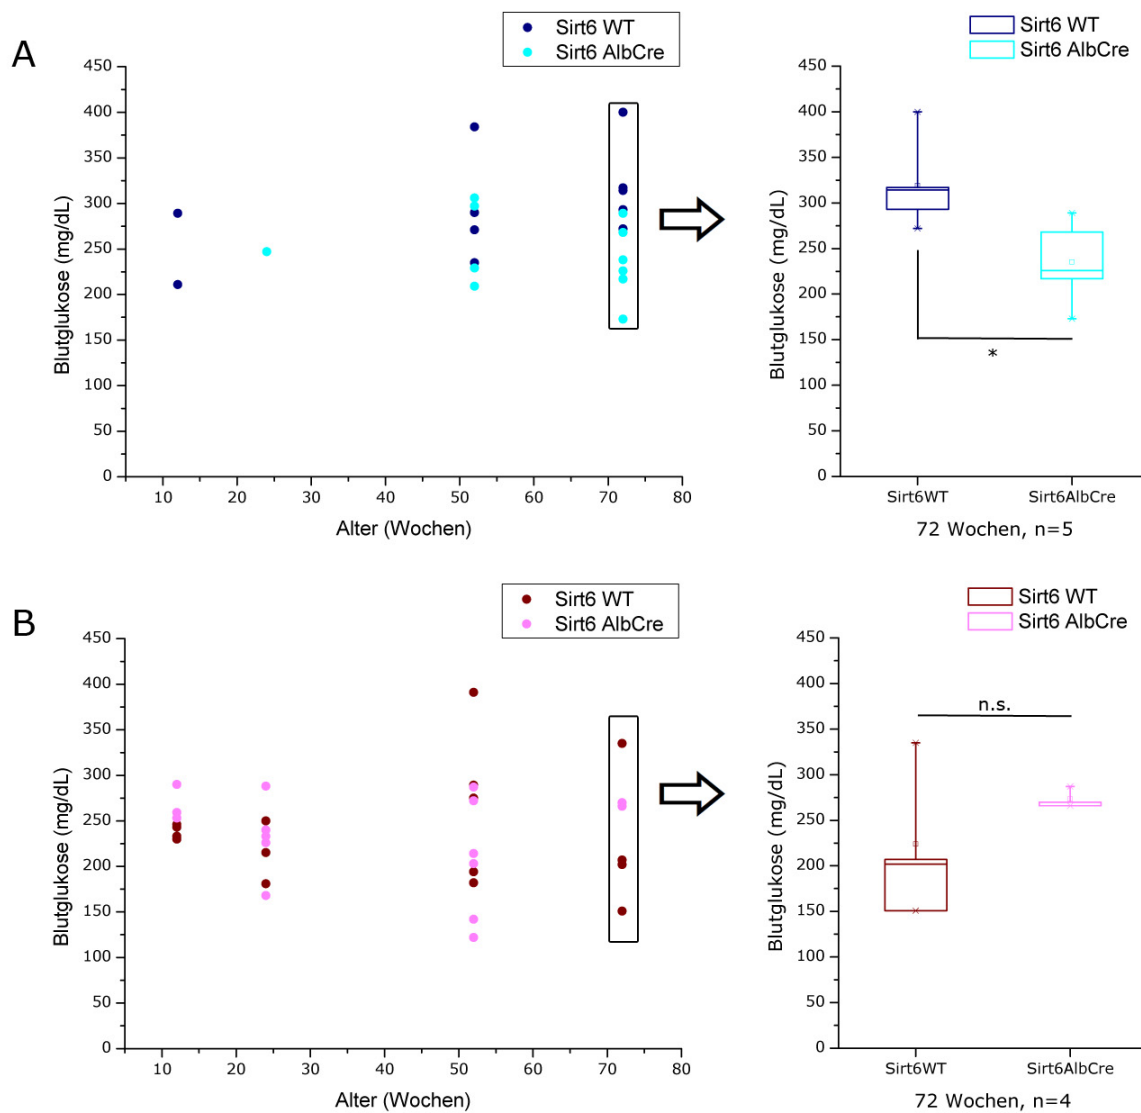 A
Sirt6 WT
Sirt6 AlbCre
450
400
350
300
250
200
150
100
50
0
Blutglukose (mg/dL)
10 20 30 40 50 60 70 80
Alter (Wochen)
Sirt6 WT
Sirt6 AlbCre
450
400
350
300
250
200
150
100
50
0
Blutglukose (mg/dL)
*
Sirt6WT Sirt6AlbCre
72 Wochen, n=5
B
Sirt6 WT
Sirt6 AlbCre
450
400
350
300
250
200
150
100
50
0
Blutglukose (mg/dL)
10 20 30 40 50 60 70 80
Alter (Wochen)
Sirt6 WT
Sirt6 AlbCre
450
400
350
300
250
200
150
100
50
0
Blutglukose (mg/dL)
n.s.
Sirt6WT Sirt6AlbCre
72 Wochen, n=4